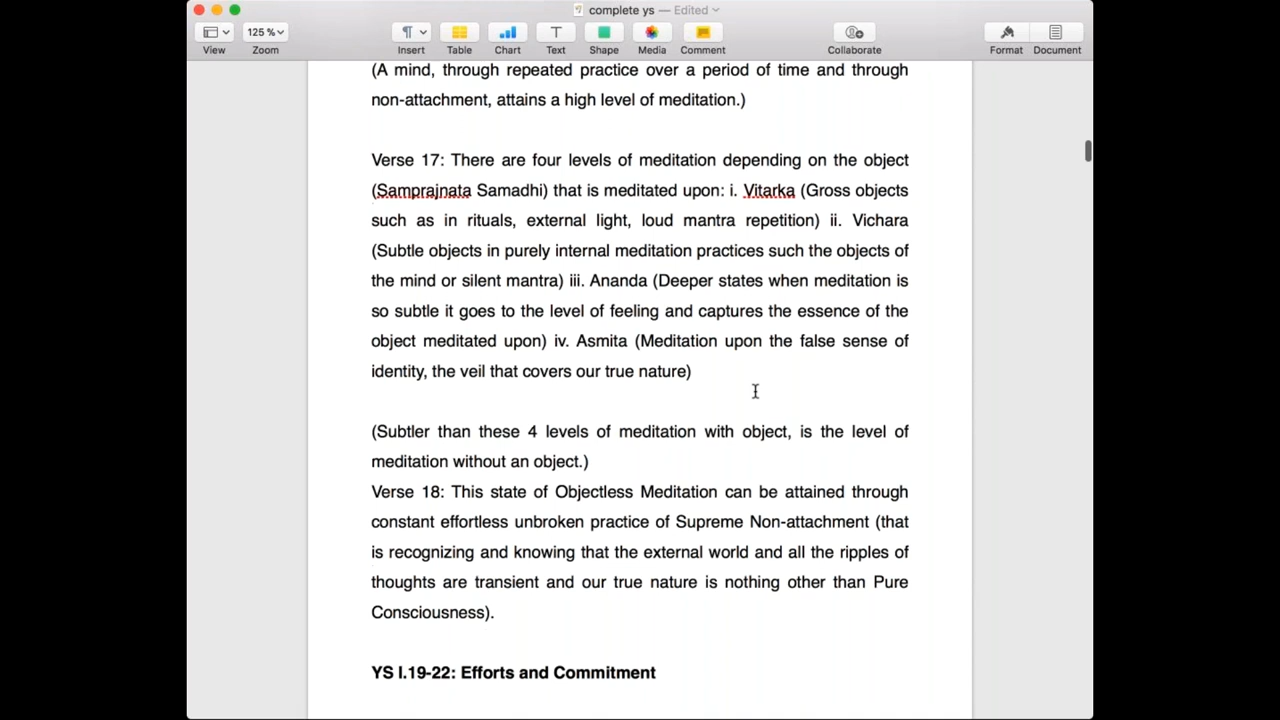 complete ys — Edited
125 %
View
Zoom
Insert
Table
Chart
Text
Shape
Media
Comment
Collaborate
Format
Document
(A mind, through repeated practice over a period of time and through
non-attachment, attains a high level of meditation.)
Verse 17: There are four levels of meditation depending on the object
(Samprajnata Samadhi) that is meditated upon: i. Vitarka (Gross objects
such as in rituals, external light, loud mantra repetition) ii. Vichara
(Subtle objects in purely internal meditation practices such the objects of
the mind or silent mantra) iii. Ananda (Deeper states when meditation is
so subtle it goes to the level of feeling and captures the essence of the
object meditated upon) iv. Asmita (Meditation upon the false sense of
identity, the veil that covers our true nature)
(Subtler than these 4 levels of meditation with object, is the level of
meditation without an object.)
Verse 18: This state of Objectless Meditation can be attained through
constant effortless unbroken practice of Supreme Non-attachment (that
is recognizing and knowing that the external world and all the ripples of
thoughts are transient and our true nature is nothing other than Pure
Consciousness).
YS I.19-22: Efforts and Commitment